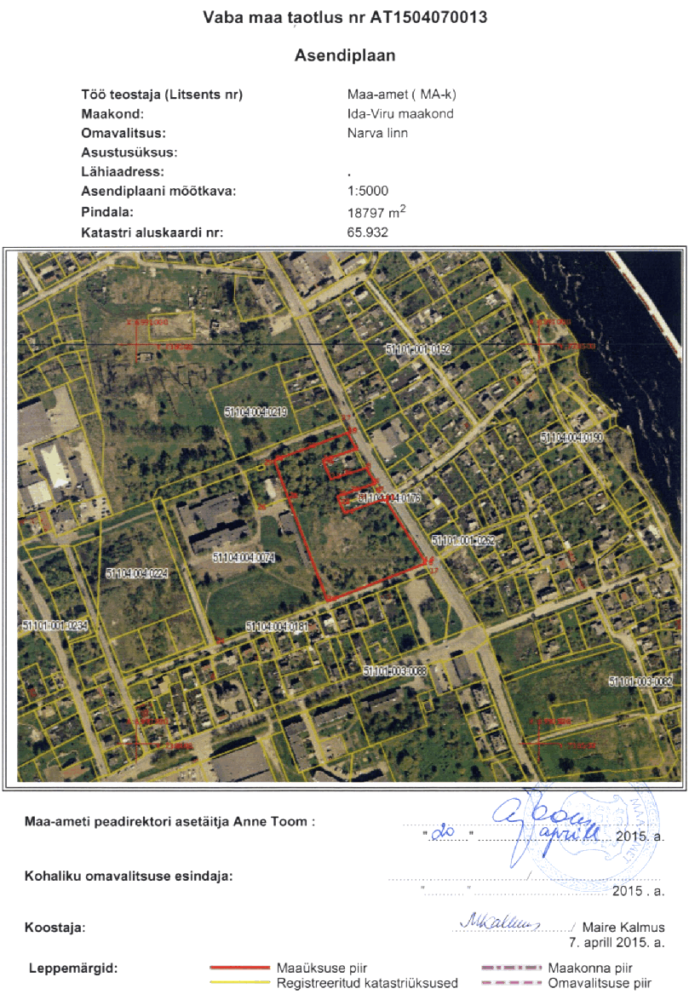 Vaba maa taotlus nr AT1504070013
Asendiplaan
Töö teostaja (Litsents nr) Maa-amet ( MA-k)
Maakond: Ida-Viru maakond
Omavalitsus: Narva linn
Asustusüksus:
Lähiaadress: .
Asendiplaani mõõtkava: 1:5000
Pindala: 18797 m²
Katastri aluskaardi nr: 65.932
51101:001:0192
51104:004:0219
51104:004:0190
51104:004:0176
51101:001:0262
51104:004:0074
51104:004:0224
51101:001:0234
51104:004:0181
51101:003:0088
51101:003:0082
Maa-ameti peadirektori asetäitja Anne Toom :
"20" aprill 2015. a.
Kohaliku omavalitsuse esindaja: /
" " 2015 . a.
Koostaja: MKalmus / Maire Kalmus
7. aprill 2015. a.
Leppemärgid: Maaüksuse piir Maakonna piir
Registreeritud katastriüksused Omavalitsuse piir